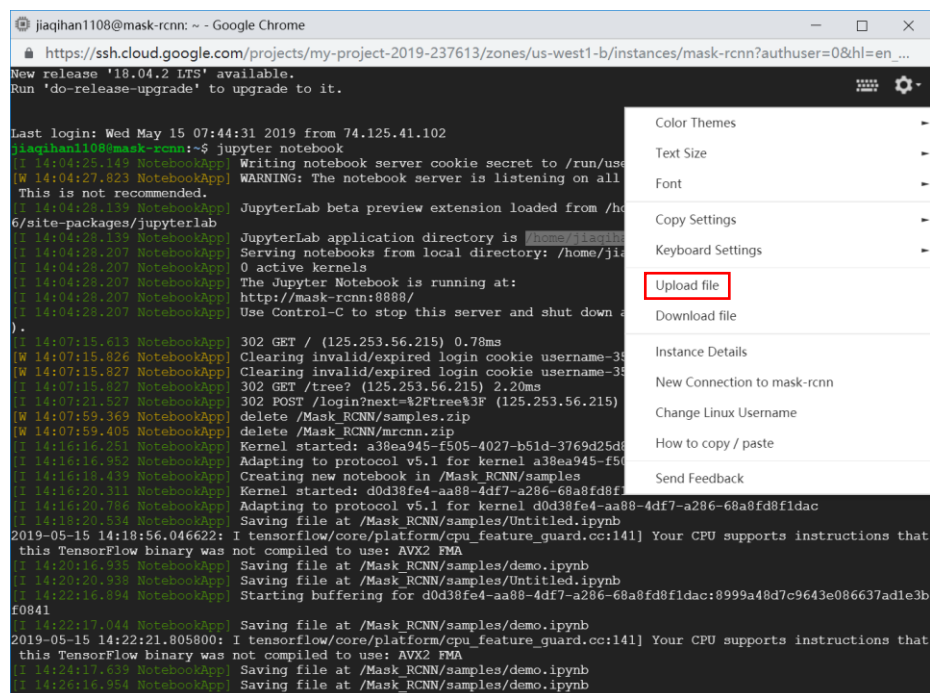 jiaqihan1108@mask-rcnn: ~ - Google Chrome
https://ssh.cloud.google.com/projects/my-project-2019-237613/zones/us-west1-b/instances/mask-rcnn?authuser=0&hl=en_...
New release '18.04.2 LTS' available.
Run 'do-release-upgrade' to upgrade to it.
Last login: Wed May 15 07:44:31 2019 from 74.125.41.102
jiaqihan1108@mask-rcnn:~$ jupyter notebook
[I 14:04:25.149 NotebookApp] Writing notebook server cookie secret to /run/use
[W 14:04:27.823 NotebookApp] WARNING: The notebook server is listening on all
This is not recommended.
[I 14:04:28.139 NotebookApp] JupyterLab beta preview extension loaded from /ho
6/site-packages/jupyterlab
[I 14:04:28.139 NotebookApp] JupyterLab application directory is /home/jiaqiha
[I 14:04:28.207 NotebookApp] Serving notebooks from local directory: /home/jia
[I 14:04:28.207 NotebookApp] 0 active kernels
[I 14:04:28.207 NotebookApp] The Jupyter Notebook is running at:
[I 14:04:28.207 NotebookApp] http://mask-rcnn:8888/
[I 14:04:28.207 NotebookApp] Use Control-C to stop this server and shut down a
).
[I 14:07:15.613 NotebookApp] 302 GET / (125.253.56.215) 0.78ms
[W 14:07:15.826 NotebookApp] Clearing invalid/expired login cookie username-35
[W 14:07:15.827 NotebookApp] Clearing invalid/expired login cookie username-35
[I 14:07:15.827 NotebookApp] 302 GET /tree? (125.253.56.215) 2.20ms
[I 14:07:21.527 NotebookApp] 302 POST /login?next=%2Ftree%3F (125.253.56.215)
[W 14:07:59.369 NotebookApp] delete /Mask_RCNN/samples.zip
[W 14:07:59.405 NotebookApp] delete /Mask_RCNN/mrcnn.zip
[I 14:16:16.251 NotebookApp] Kernel started: a38ea945-f505-4027-b51d-3769d25d8
[I 14:16:16.952 NotebookApp] Adapting to protocol v5.1 for kernel a38ea945-f50
[I 14:16:18.439 NotebookApp] Creating new notebook in /Mask_RCNN/samples
[I 14:16:20.311 NotebookApp] Kernel started: d0d38fe4-aa88-4df7-a286-68a8fd8f1
[I 14:16:20.786 NotebookApp] Adapting to protocol v5.1 for kernel d0d38fe4-aa88-4df7-a286-68a8fd8f1dac
[I 14:18:20.534 NotebookApp] Saving file at /Mask_RCNN/samples/Untitled.ipynb
2019-05-15 14:18:56.046622: I tensorflow/core/platform/cpu_feature_guard.cc:141] Your CPU supports instructions that
this TensorFlow binary was not compiled to use: AVX2 FMA
[I 14:20:16.935 NotebookApp] Saving file at /Mask_RCNN/samples/demo.ipynb
[I 14:20:20.938 NotebookApp] Saving file at /Mask_RCNN/samples/Untitled.ipynb
[I 14:22:16.894 NotebookApp] Starting buffering for d0d38fe4-aa88-4df7-a286-68a8fd8f1dac:8999a48d7c9643e086637ad1e3b
f0841
[I 14:22:17.044 NotebookApp] Saving file at /Mask_RCNN/samples/demo.ipynb
2019-05-15 14:22:21.805800: I tensorflow/core/platform/cpu_feature_guard.cc:141] Your CPU supports instructions that
this TensorFlow binary was not compiled to use: AVX2 FMA
[I 14:24:17.639 NotebookApp] Saving file at /Mask_RCNN/samples/demo.ipynb
[I 14:26:16.954 NotebookApp] Saving file at /Mask_RCNN/samples/demo.ipynb
Color Themes
Text Size
Font
Copy Settings
Keyboard Settings
Upload file
Download file
Instance Details
New Connection to mask-rcnn
Change Linux Username
How to copy / paste
Send Feedback